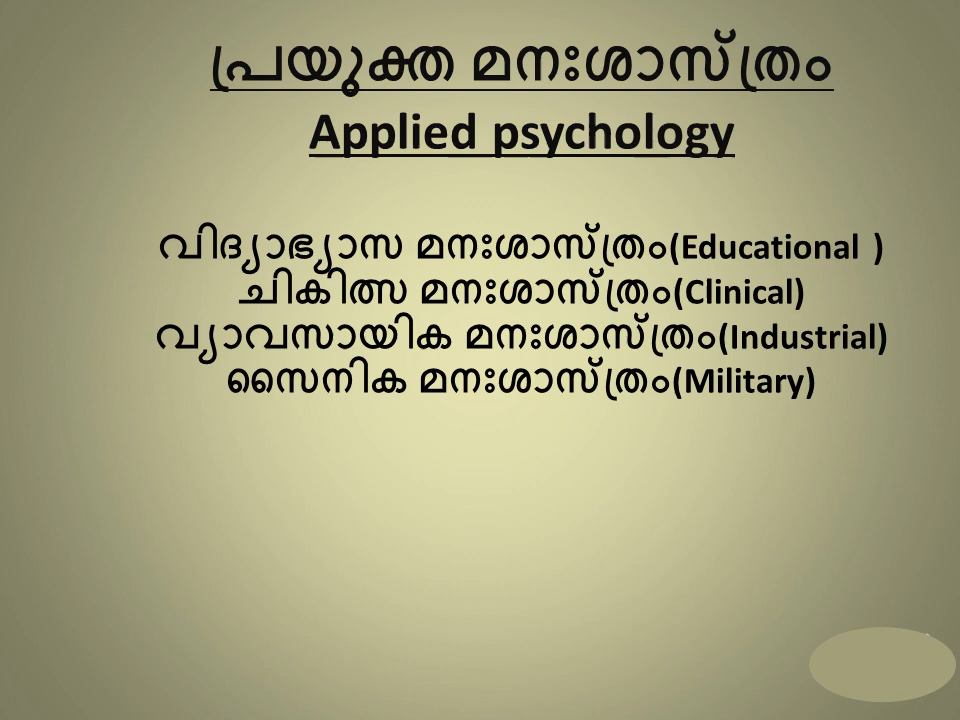 പ്രയുക്ത മനഃശാസ്ത്രം
Applied psychology
വിദ്യാഭ്യാസ മനഃശാസ്ത്രം(Educational )
ചികിത്സ മനഃശാസ്ത്രം(Clinical)
വ്യാവസായിക മനഃശാസ്ത്രം(Industrial)
സൈനിക മനഃശാസ്ത്രം(Military)